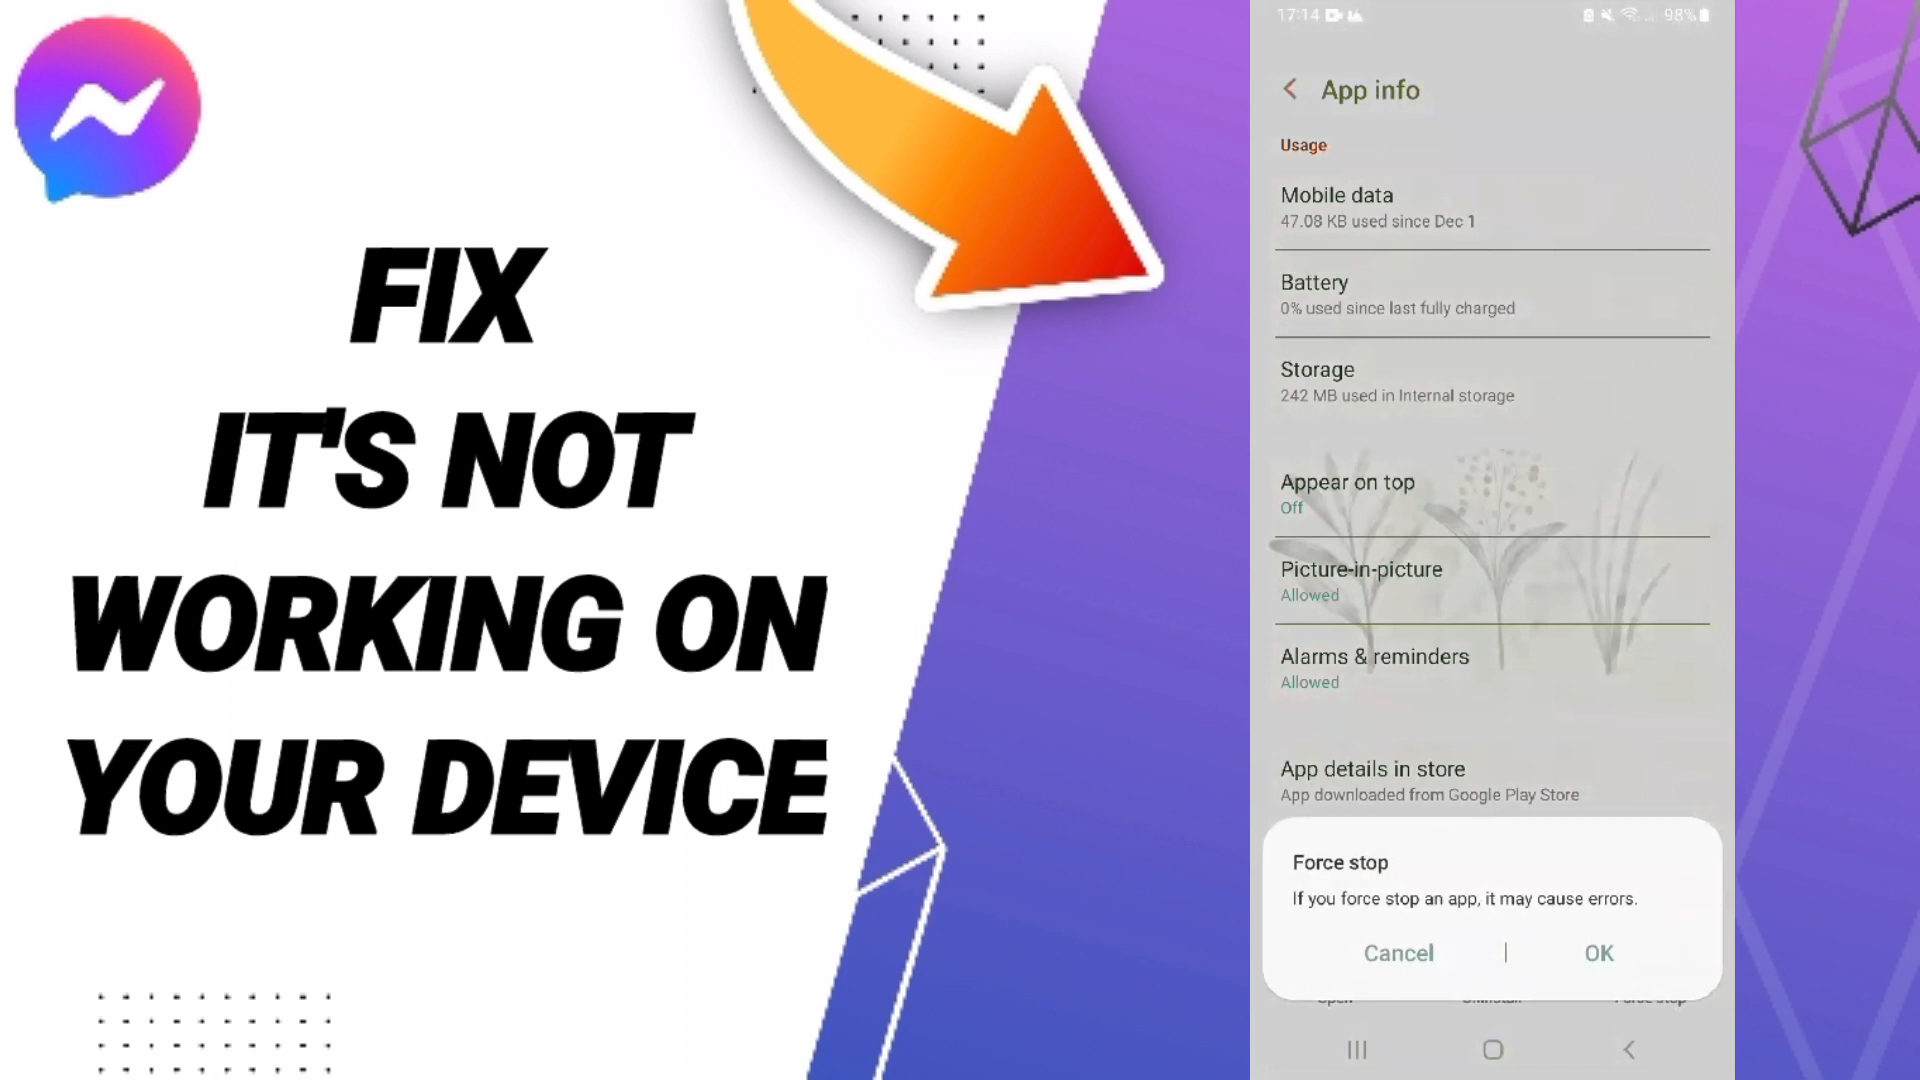 FIX
IT'S NOT
WORKING ON
YOUR DEVICE
17:14
98%
App info
Usage
Mobile data
47.08 KB used since Dec 1
Battery
0% used since last fully charged
Storage
242 MB used in Internal storage
Appear on top
Off
Picture-in-picture
Allowed
Alarms & reminders
Allowed
App details in store
App downloaded from Google Play Store
Force stop
If you force stop an app, it may cause errors.
Cancel | OK